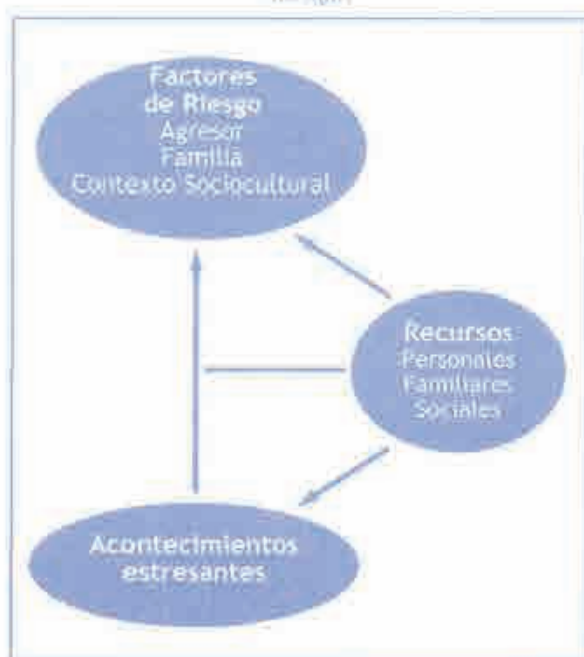 Factores
de Riesgo
Agresor
Familia
Contexto Sociocultural
Recursos
Personales
Familiares
Sociales
Acontecimientos
estresantes